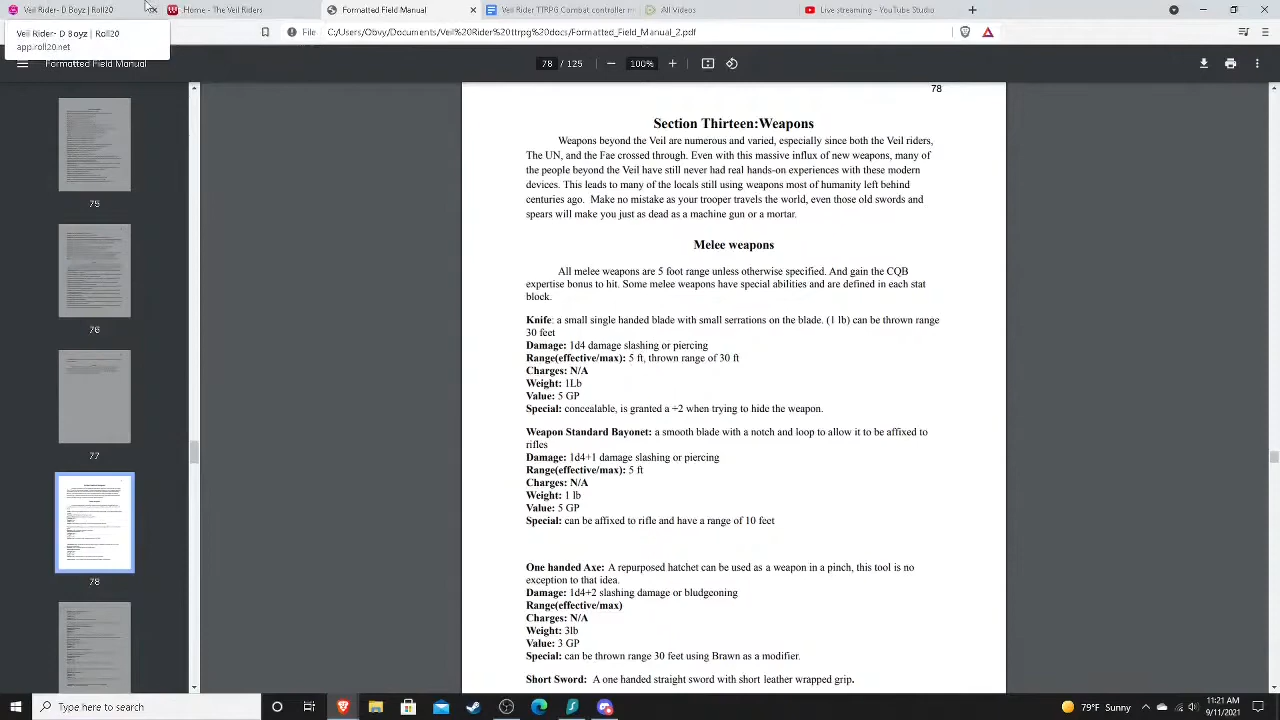 Veil Rider- D Boyz | Roll20
Home - The Veil Riders
Formatted Field Manual
Veil Rider TTRPG Combat controller
All Videos
Live streaming - YouTube Studio
Veil Rider- D Boyz | Roll20
app.roll20.net
File
C:/Users/Obvy/Documents/Veil%20Rider%20ttrpg%20docs/Formatted_Field_Manual_2.pdf
Formatted Field Manual
78 / 125
100%
75
76
77
78
78
Section Thirteen:Weapons
Weapons beyond the Veil are numerous and varied, especially since both the Veil riders,
The UN, and the Fae crossed through. Even with this massive influx of new weapons, many of
the people beyond the Veil have still never had real hands-on experiences with these modern
devices. This leads to many of the locals still using weapons most of humanity left behind
centuries ago. Make no mistake as your trooper travels the world, even those old swords and
spears will make you just as dead as a machine gun or a mortar.
Melee weapons
All melee weapons are 5 foot range unless otherwise specified. And gain the CQB
expertise bonus to hit. Some melee weapons have special abilities and are defined in each stat
block.
Knife: a small single handed blade with small serrations on the blade. (1 lb) can be thrown range
30 feet
Damage: 1d4 damage slashing or piercing
Range(effective/max): 5 ft, thrown range of 30 ft
Charges: N/A
Weight: 1Lb
Value: 5 GP
Special: concealable, is granted a +2 when trying to hide the weapon.
Weapon Standard Bayonet: a smooth blade with a notch and loop to allow it to be affixed to
rifles
Damage: 1d4+1 damage slashing or piercing
Range(effective/max): 5 ft
Charges: N/A
Weight: 1 lb
Value: 5 GP
Special: can be affixed to rifle and has a range of 10 feet.
One handed Axe: A repurposed hatchet can be used as a weapon in a pinch, this tool is no
exception to that idea.
Damage: 1d4+2 slashing damage or bludgeoning
Range(effective/max)
Charges: N/A
Weight: 3lb
Value: 3 GP
Special: can be thrown range 30 feet using Brawn as a modifier.
Short Sword: A one handed straight sword with short leather wrapped grip.
Type here to search
79°F Sunny
11:21 AM
9/11/2021